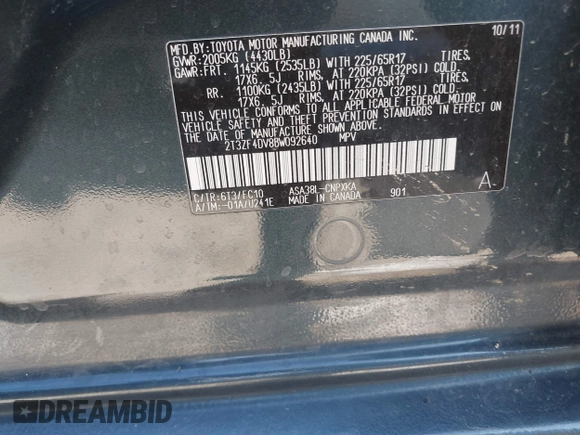 MFD.BY:TOYOTA MOTOR MANUFACTURING CANADA INC. 10/11
GVWR:2005KG (4430LB)
GAWR:FRT. 1145KG (2535LB) WITH 225/65R17 TIRES.
17X6.5J RIMS. AT 220KPA (32PSI) COLD.
RR. 1100KG (2435LB) WITH 225/65R17 TIRES.
17X6.5J RIMS. AT 220KPA (32PSI) COLD.
THIS VEHICLE CONFORMS TO ALL APPLICABLE FEDERAL MOTOR
VEHICLE SAFETY AND THEFT PREVENTION STANDARDS IN EFFECT
ON THE DATE OF MANUFACTURE SHOWN ABOVE.
2T3ZF4DV8BW092640 MPV
C/TR:6T3/FC10 ASA38L-CNPXKA A
A/TM:-01A/U241E MADE IN CANADA 901
DREAMBID